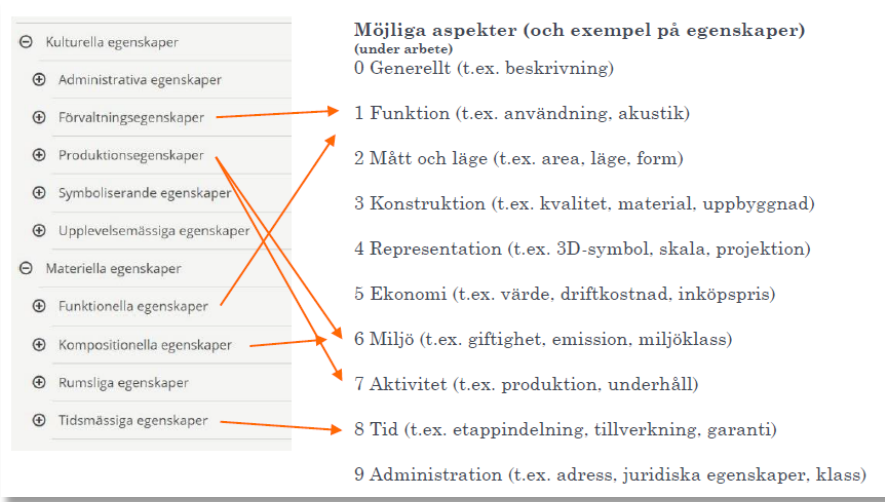 Kulturella egenskaper
Administrativa egenskaper
Förvaltningsegenskaper
Produktionsegenskaper
Symboliserande egenskaper
Upplevelsemässiga egenskaper
Materiella egenskaper
Funktionella egenskaper
Kompositionella egenskaper
Rumsliga egenskaper
Tidsmässiga egenskaper
Möjliga aspekter (och exempel på egenskaper)
(under arbete)
0 Generellt (t.ex. beskrivning)
1 Funktion (t.ex. användning, akustik)
2 Mått och läge (t.ex. area, läge, form)
3 Konstruktion (t.ex. kvalitet, material, uppbyggnad)
4 Representation (t.ex. 3D-symbol, skala, projektion)
5 Ekonomi (t.ex. värde, driftkostnad, inköpspris)
6 Miljö (t.ex. giftighet, emission, miljöklass)
7 Aktivitet (t.ex. produktion, underhåll)
8 Tid (t.ex. etappindelning, tillverkning, garanti)
9 Administration (t.ex. adress, juridiska egenskaper, klass)